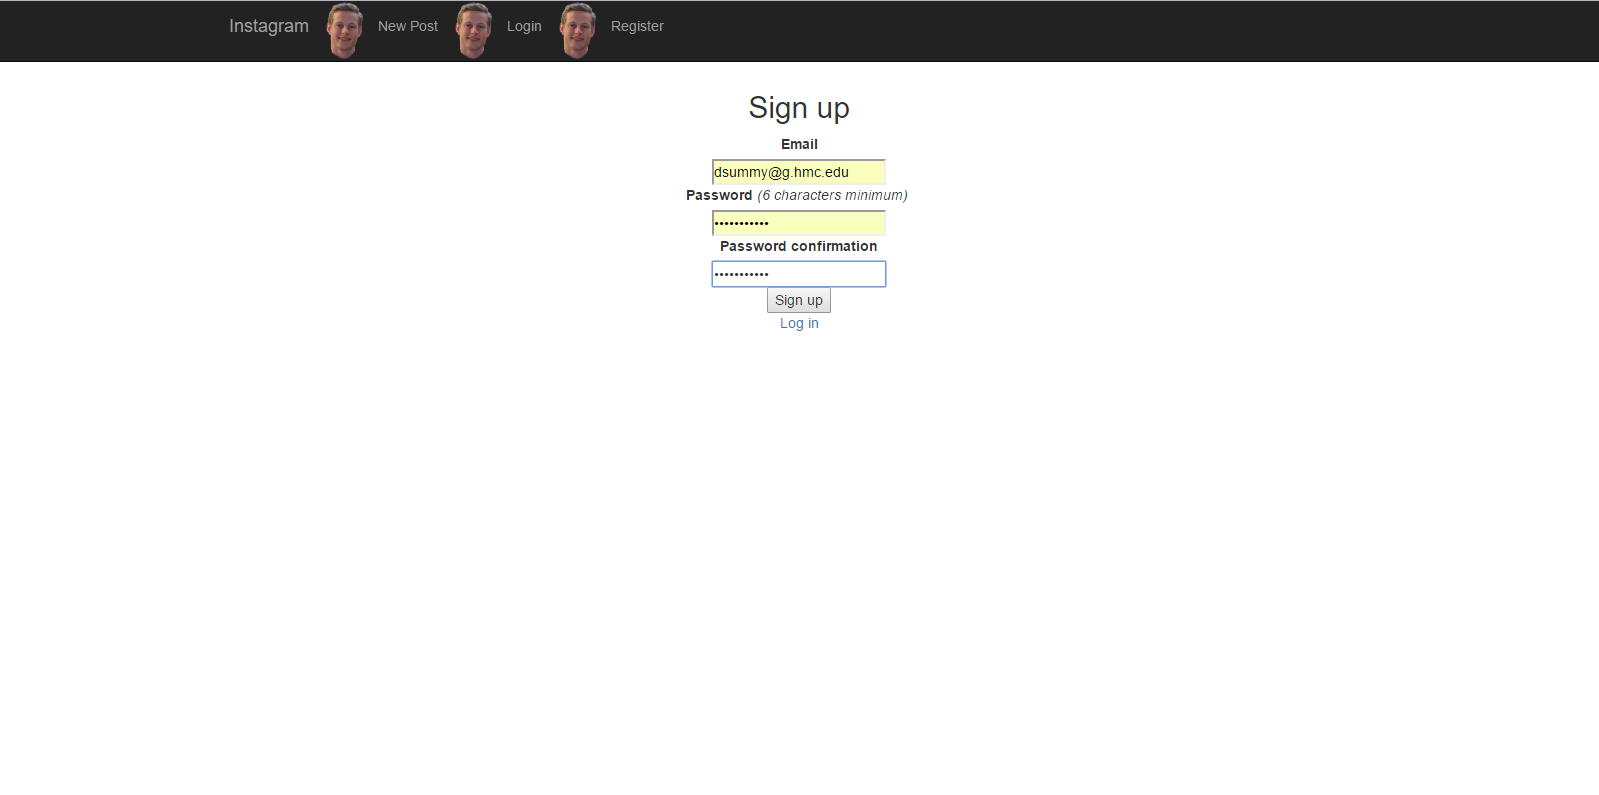 Instagram New Post Login Register
Sign up
Email
dsummy@g.hmc.edu
Password (6 characters minimum)
•••••••••••
Password confirmation
•••••••••••
Sign up
Log in